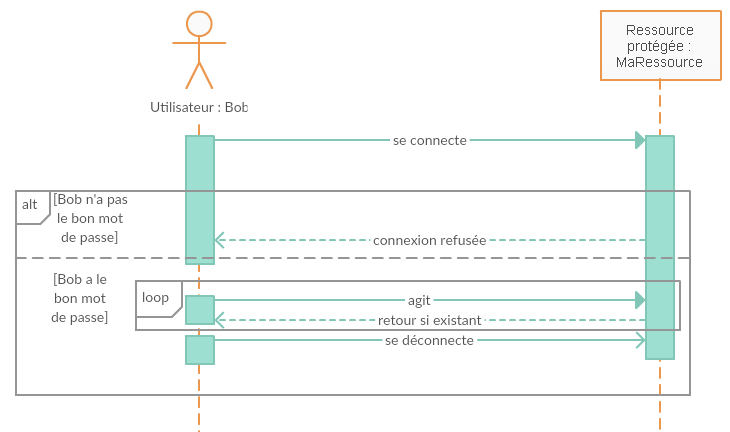 Ressource
protégée :
MaRessource
Utilisateur : Bob
se connecte
alt
[Bob n'a pas
le bon mot
de passe]
connexion refusée
[Bob a le
bon mot
de passe]
loop
agit
retour si existant
se déconnecte